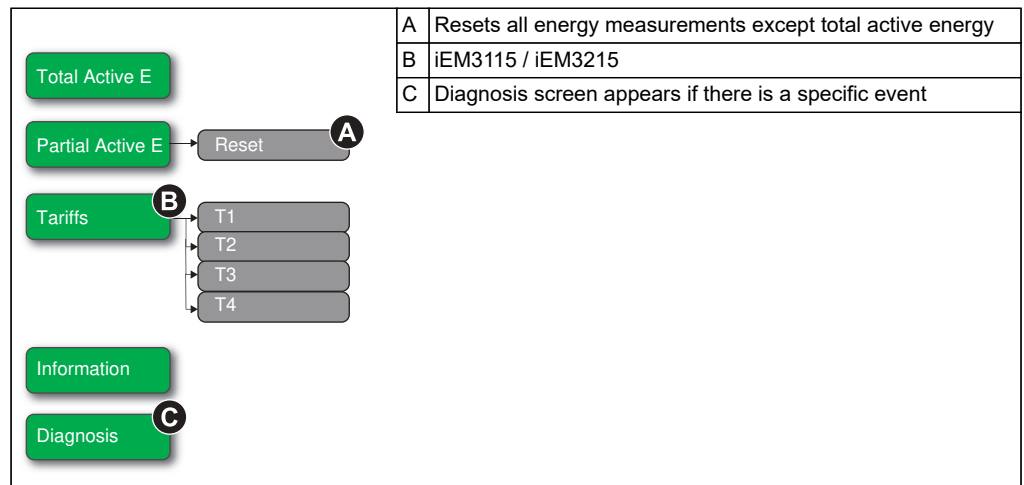 A Resets all energy measurements except total active energy
B iEM3115 / iEM3215
C Diagnosis screen appears if there is a specific event
Total Active E
Partial Active E
Reset
A
Tariffs
B
T1
T2
T3
T4
Information
Diagnosis
C